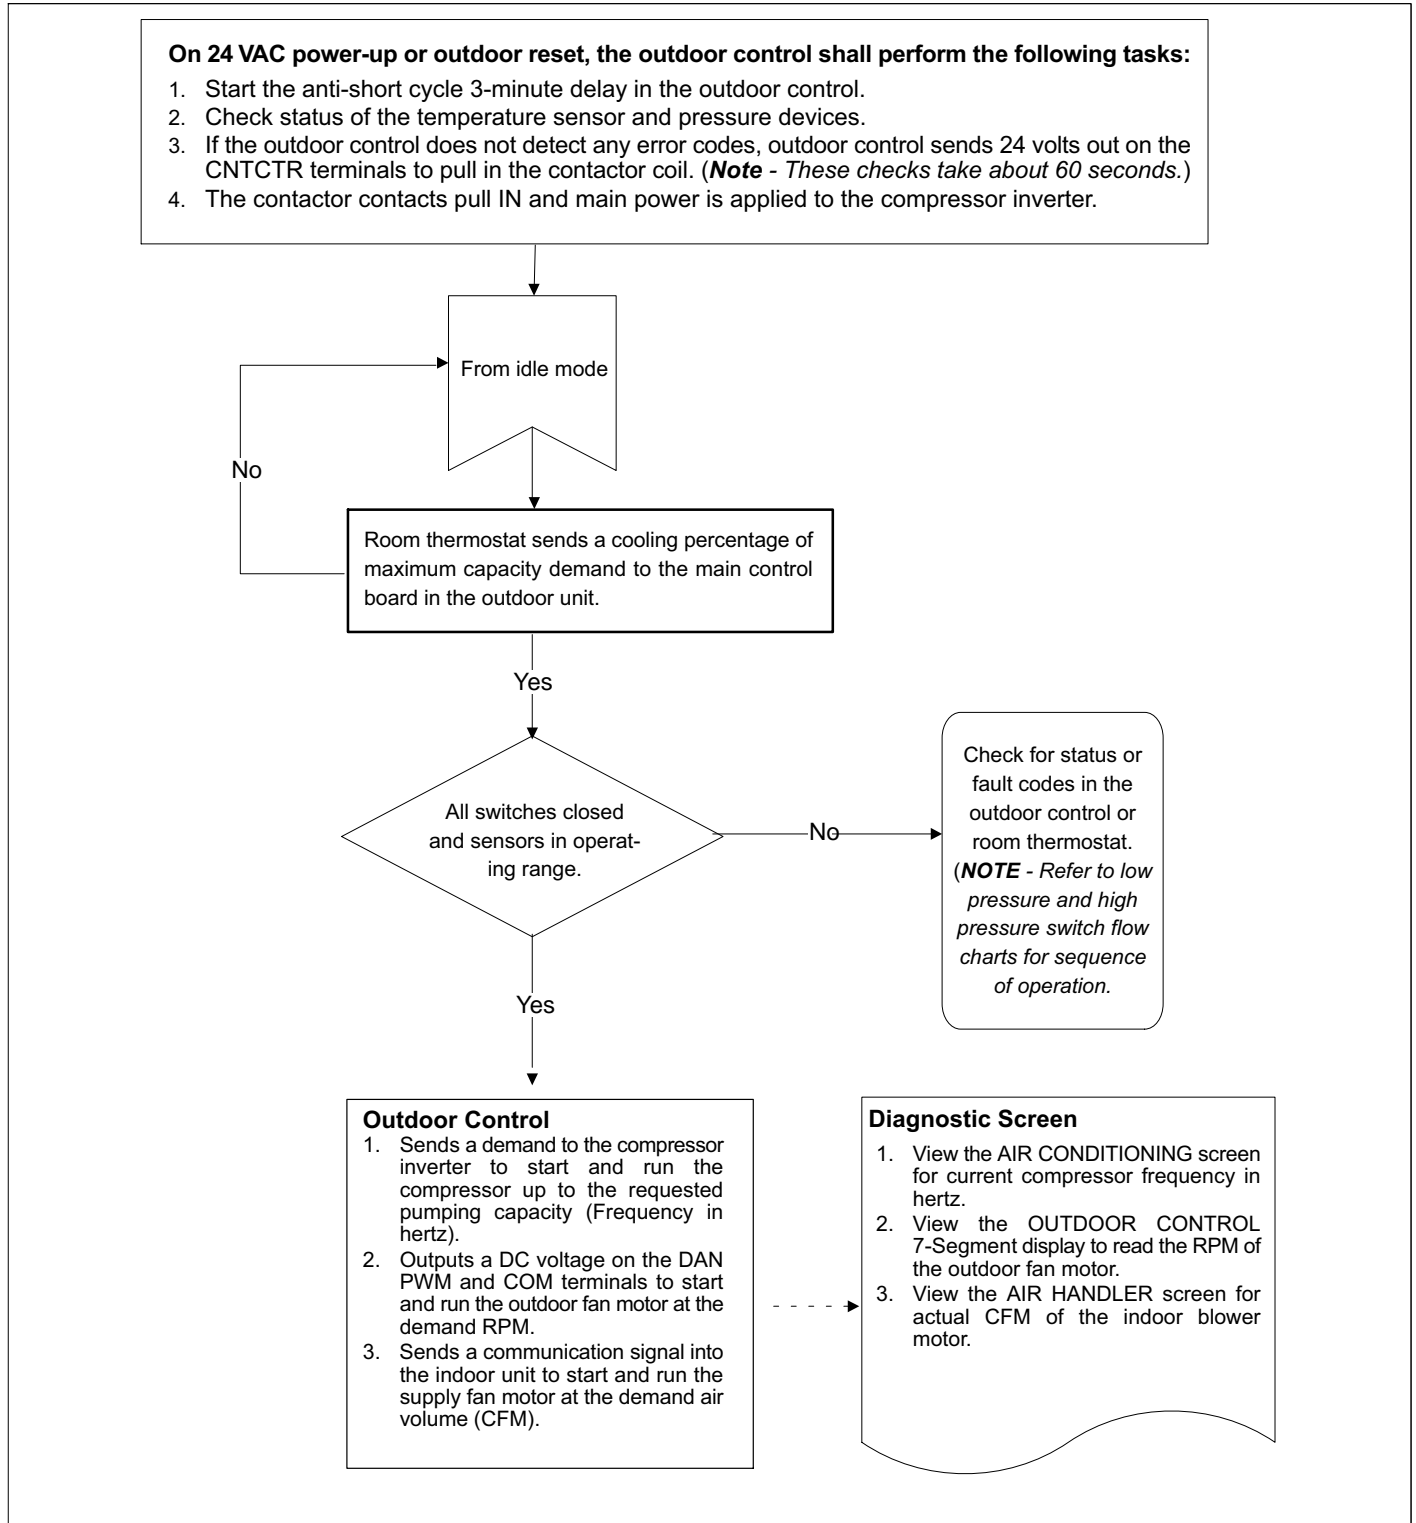 On 24 VAC power-up or outdoor reset, the outdoor control shall perform the following tasks:
1. Start the anti-short cycle 3-minute delay in the outdoor control.
2. Check status of the temperature sensor and pressure devices.
3. If the outdoor control does not detect any error codes, outdoor control sends 24 volts out on the
CNTCTR terminals to pull in the contactor coil. (Note - These checks take about 60 seconds.)
4. The contactor contacts pull IN and main power is applied to the compressor inverter.
From idle mode
No
Room thermostat sends a cooling percentage of
maximum capacity demand to the main control
board in the outdoor unit.
Yes
All switches closed
and sensors in operat-
ing range.
No
Check for status or
fault codes in the
outdoor control or
room thermostat.
(NOTE - Refer to low
pressure and high
pressure switch flow
charts for sequence
of operation.
Yes
Outdoor Control
1. Sends a demand to the compressor
inverter to start and run the
compressor up to the requested
pumping capacity (Frequency in
hertz).
2. Outputs a DC voltage on the DAN
PWM and COM terminals to start
and run the outdoor fan motor at the
demand RPM.
3. Sends a communication signal into
the indoor unit to start and run the
supply fan motor at the demand air
volume (CFM).
Diagnostic Screen
1. View the AIR CONDITIONING screen
for current compressor frequency in
hertz.
2. View the OUTDOOR CONTROL
7-Segment display to read the RPM of
the outdoor fan motor.
3. View the AIR HANDLER screen for
actual CFM of the indoor blower
motor.